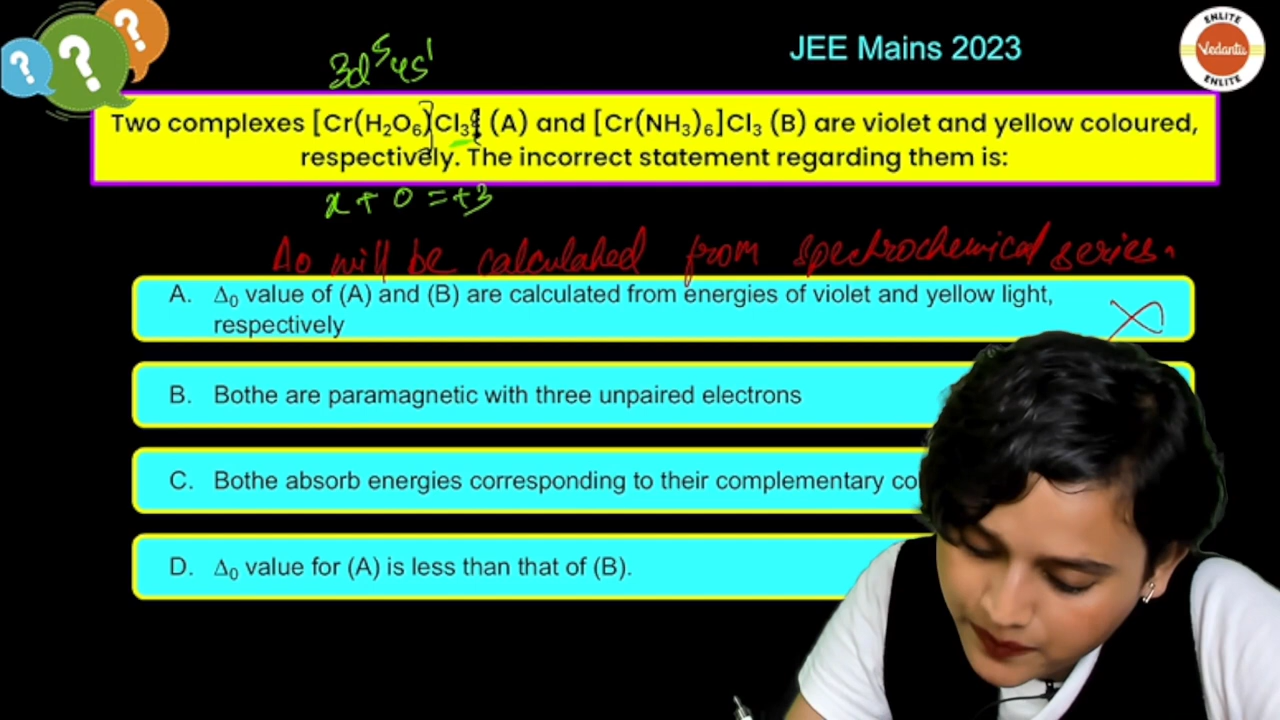 ENLITE
Vedantu
ENLITE
JEE Mains 2023
3d⁵4s¹
Two complexes [Cr(H₂O₆)Cl₃] (A) and [Cr(NH₃)₆]Cl₃ (B) are violet and yellow coloured,
respectively. The incorrect statement regarding them is:
x + 0 = +3
Δo will be calculated from spectrochemical series.
A. Δ₀ value of (A) and (B) are calculated from energies of violet and yellow light,
respectively
B. Bothe are paramagnetic with three unpaired electrons
C. Bothe absorb energies corresponding to their complementary co
D. Δ₀ value for (A) is less than that of (B).